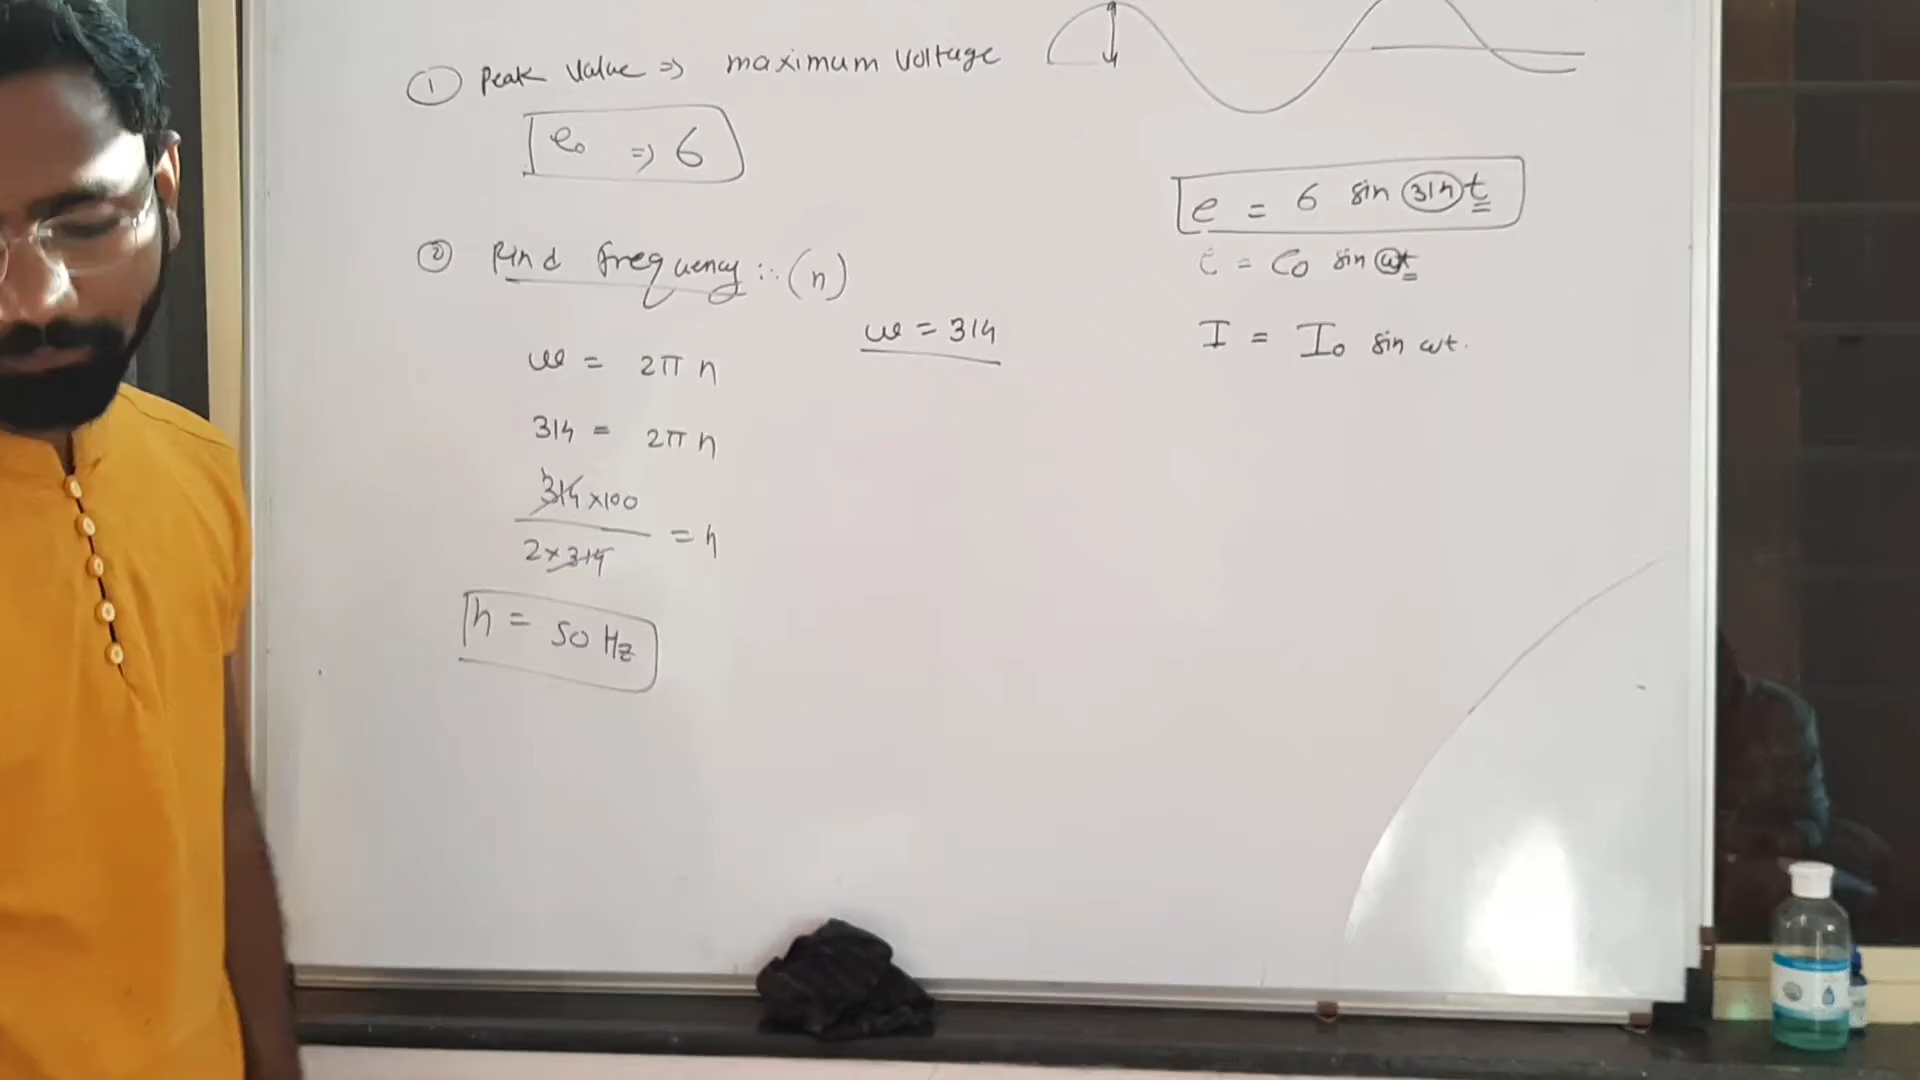 ① Peak Value ⇒ maximum Voltage
e₀ ⇒ 6
② Find frequency ∴ (n)
ω = 2π n
314 = 2π n
314 x100
2 x 314 = n
n = 50 Hz
ω = 314
e = 6 sin 314 t
e = e₀ sin ωt
I = I₀ sin ωt.